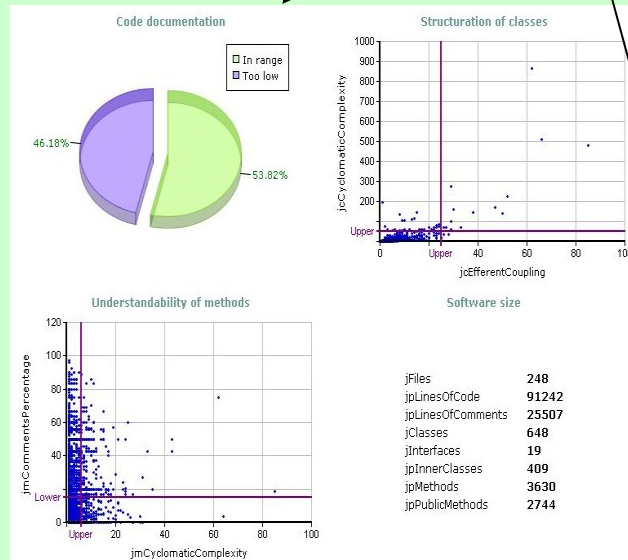 Code documentation
In range
Too low
46.18%
53.82%
Structuration of classes
jcCyclomaticComplexity
1000
900
800
700
600
500
400
300
200
Upper
0
Upper
40
60
80
100
jcEfferentCoupling
Understandability of methods
jmCommentsPercentage
120
100
80
60
40
Lower
0
0
Upper
20
40
60
80
100
jmCyclomaticComplexity
Software size
jFiles 248
jpLinesOfCode 91242
jpLinesOfComments 25507
jClasses 648
jInterfaces 19
jpInnerClasses 409
jpMethods 3630
jpPublicMethods 2744